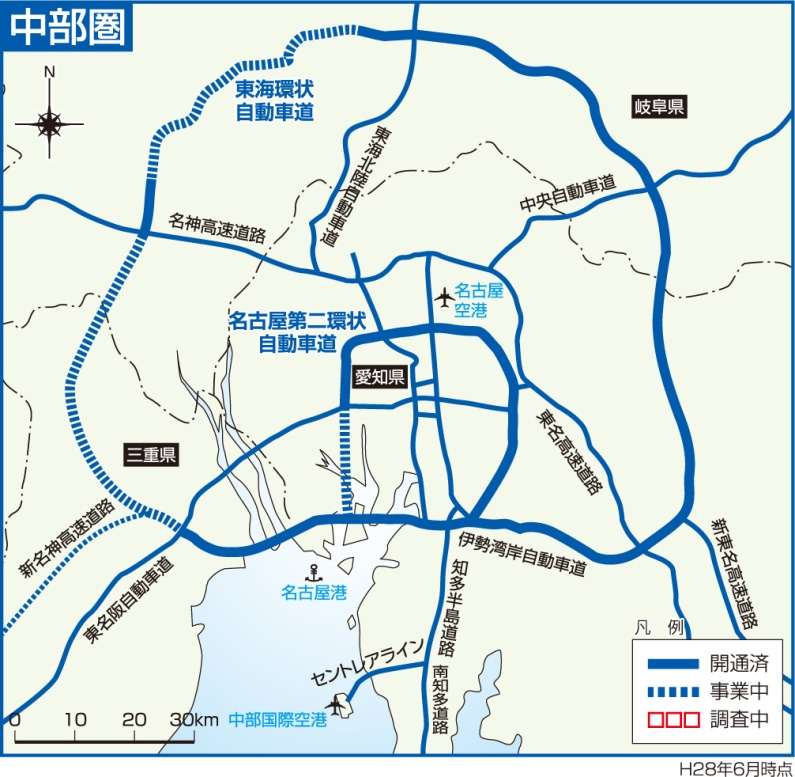 中部圏
N
東海環状
自動車道
岐阜県
東海北陸自動車道
中央自動車道
名神高速道路
名古屋
空港
名古屋第二環状
自動車道
愛知県
三重県
東名高速道路
新名神高速道路
東名阪自動車道
伊勢湾岸自動車道
新東名高速道路
名古屋港
知多半島道路
セントレアライン
南知多道路
中部国際空港
凡 例
開通済
事業中
調査中
0 10 20 30km
H28年6月時点